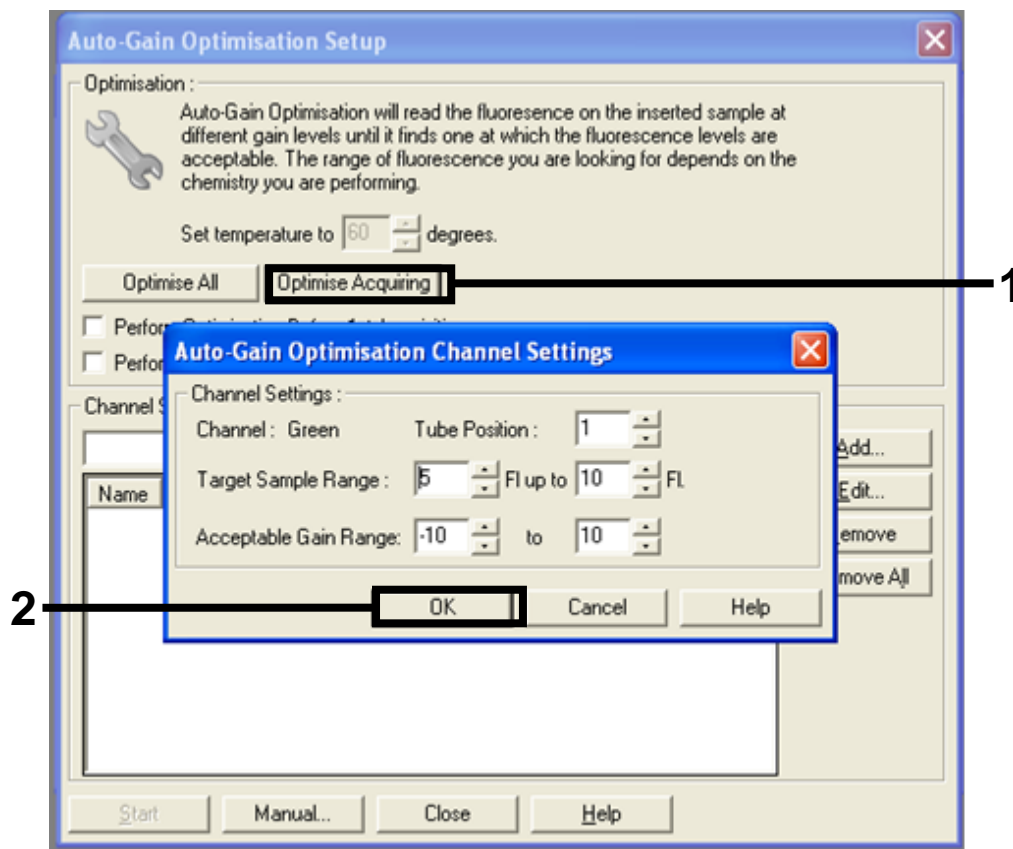 Auto-Gain Optimisation Setup
Optimisation :
Auto-Gain Optimisation will read the fluoresence on the inserted sample at
different gain levels until it finds one at which the fluorescence levels are
acceptable. The range of fluorescence you are looking for depends on the
chemistry you are performing.
Set temperature to 60 degrees.
Optimise All Optimise Acquiring 1
Perfor
Perfor
Auto-Gain Optimisation Channel Settings
Channel S
Channel Settings :
Channel : Green Tube Position : 1
Target Sample Range : 5 Fl up to 10 Fl.
Acceptable Gain Range: -10 to 10
OK Cancel Help
2
Name
Add...
Edit...
emove
move All
Start Manual... Close Help